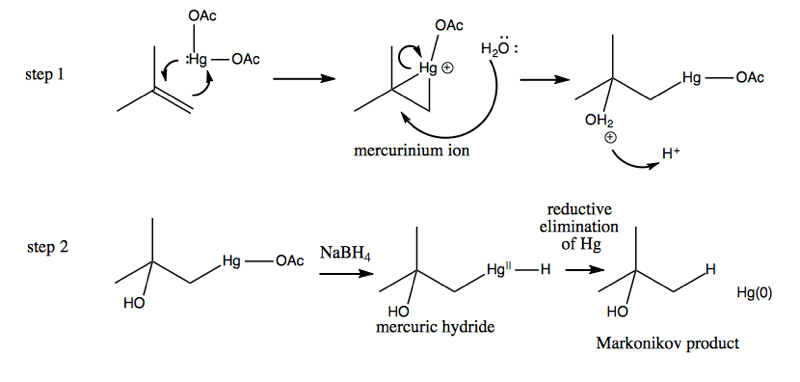 OAc
:Hg—OAc
step 1
OAc
Hg ⊕
H₂Ö :
mercurinium ion
Hg—OAc
OH₂
⊕
H⁺
step 2
Hg—OAc
HO
NaBH₄
Hgᴵᴵ—H
HO
mercuric hydride
reductive
elimination
of Hg
H
HO
Hg(0)
Markonikov product